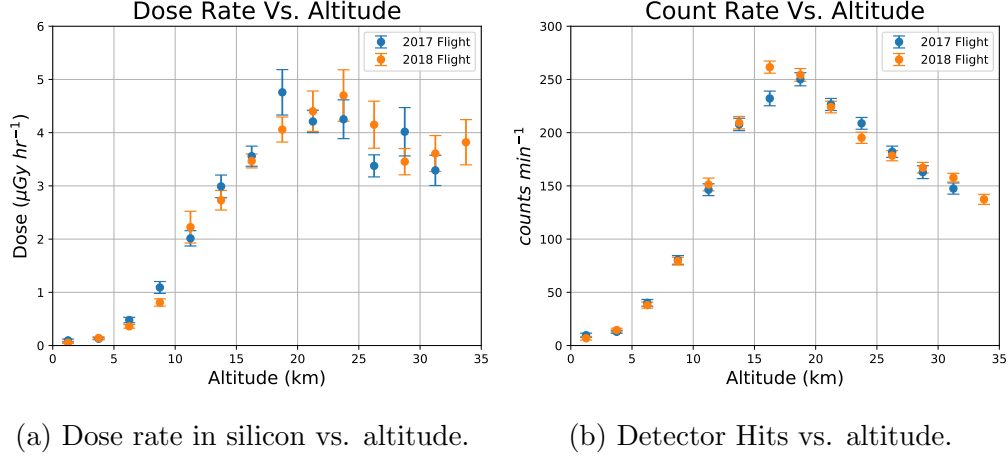 Dose Rate Vs. Altitude
6
5
4
3
2
1
0
Dose (μGy hr⁻¹)
2017 Flight
2018 Flight
0 5 10 15 20 25 30 35
Altitude (km)
(a) Dose rate in silicon vs. altitude.
Count Rate Vs. Altitude
300
250
200
150
100
50
0
counts min⁻¹
2017 Flight
2018 Flight
0 5 10 15 20 25 30 35
Altitude (km)
(b) Detector Hits vs. altitude.